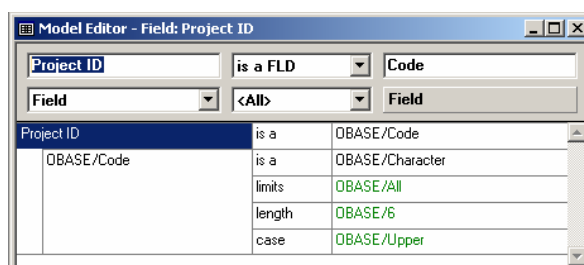 Model Editor - Field: Project ID
Project ID is a FLD Code
Field <All> Field
Project ID is a OBASE/Code
OBASE/Code is a OBASE/Character
limits OBASE/All
length OBASE/6
case OBASE/Upper